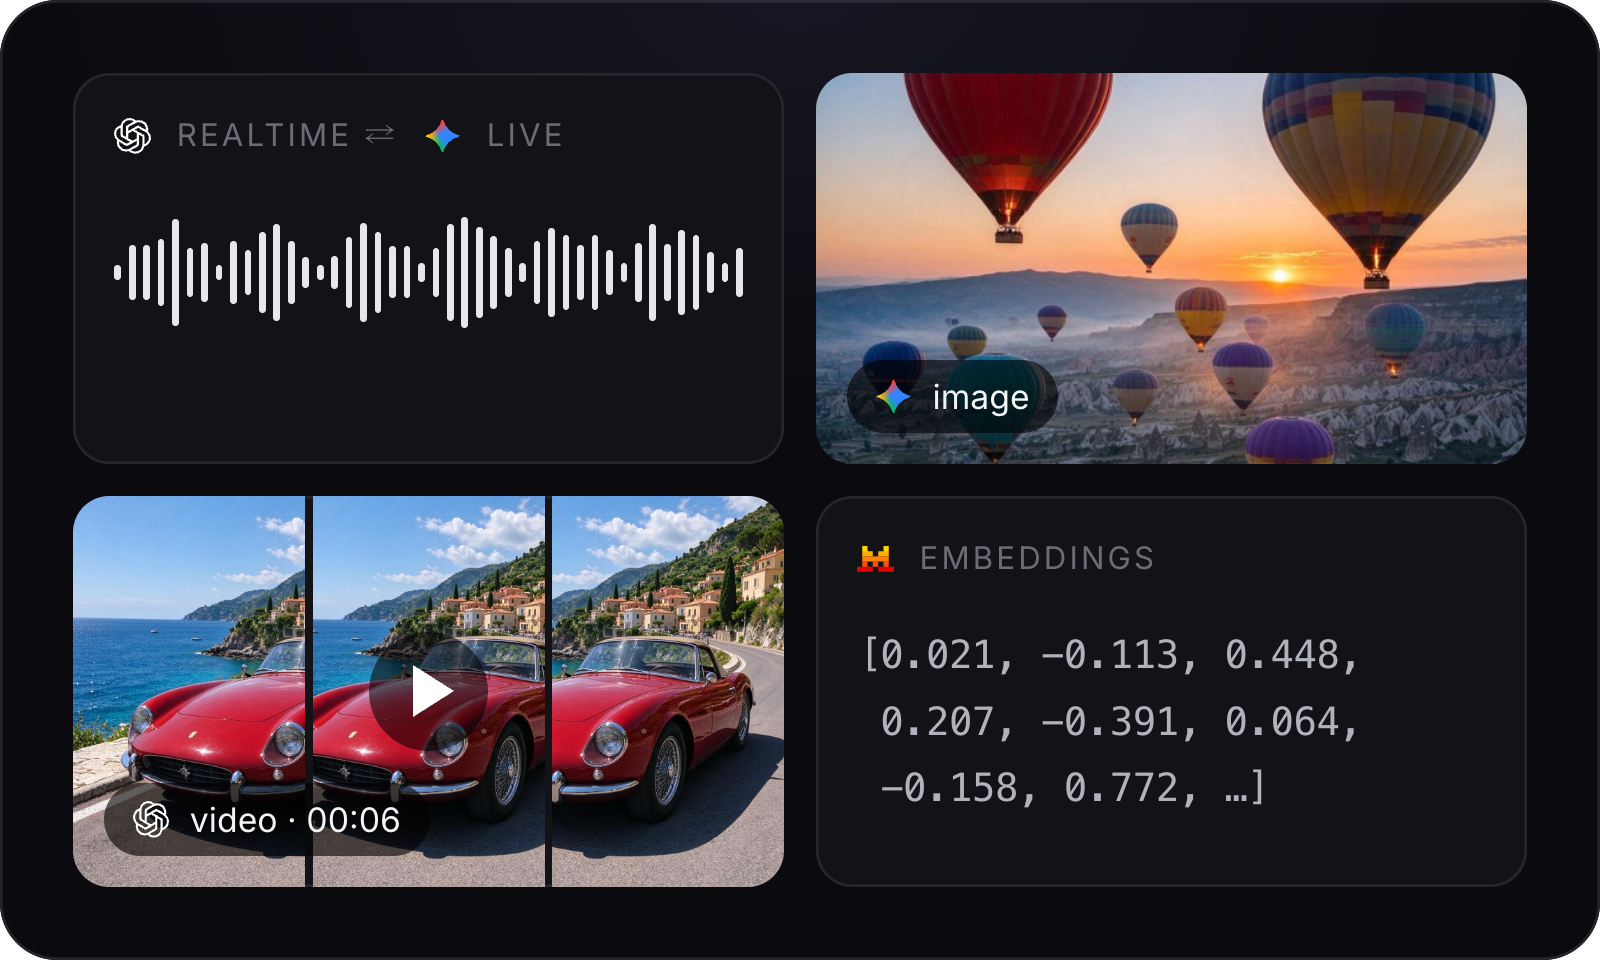 REALTIME ⇄ LIVE
image
video · 00:06
EMBEDDINGS
[0.021, −0.113, 0.448,
0.207, −0.391, 0.064,
−0.158, 0.772, …]